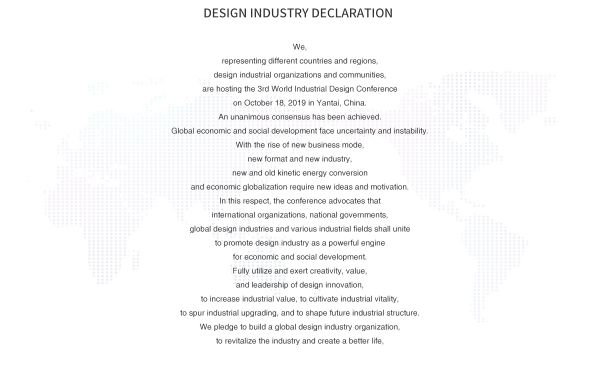 DESIGN INDUSTRY DECLARATION
We,
representing different countries and regions,
design industrial organizations and communities,
are hosting the 3rd World Industrial Design Conference
on October 18, 2019 in Yantai, China.
An unanimous consensus has been achieved.
Global economic and social development face uncertainty and instability.
With the rise of new business mode,
new format and new industry,
new and old kinetic energy conversion
and economic globalization require new ideas and motivation.
In this respect, the conference advocates that
international organizations, national governments,
global design industries and various industrial fields shall unite
to promote design industry as a powerful engine
for economic and social development.
Fully utilize and exert creativity, value,
and leadership of design innovation,
to increase industrial value, to cultivate industrial vitality,
to spur industrial upgrading, and to shape future industrial structure.
We pledge to build a global design industry organization,
to revitalize the industry and create a better life,